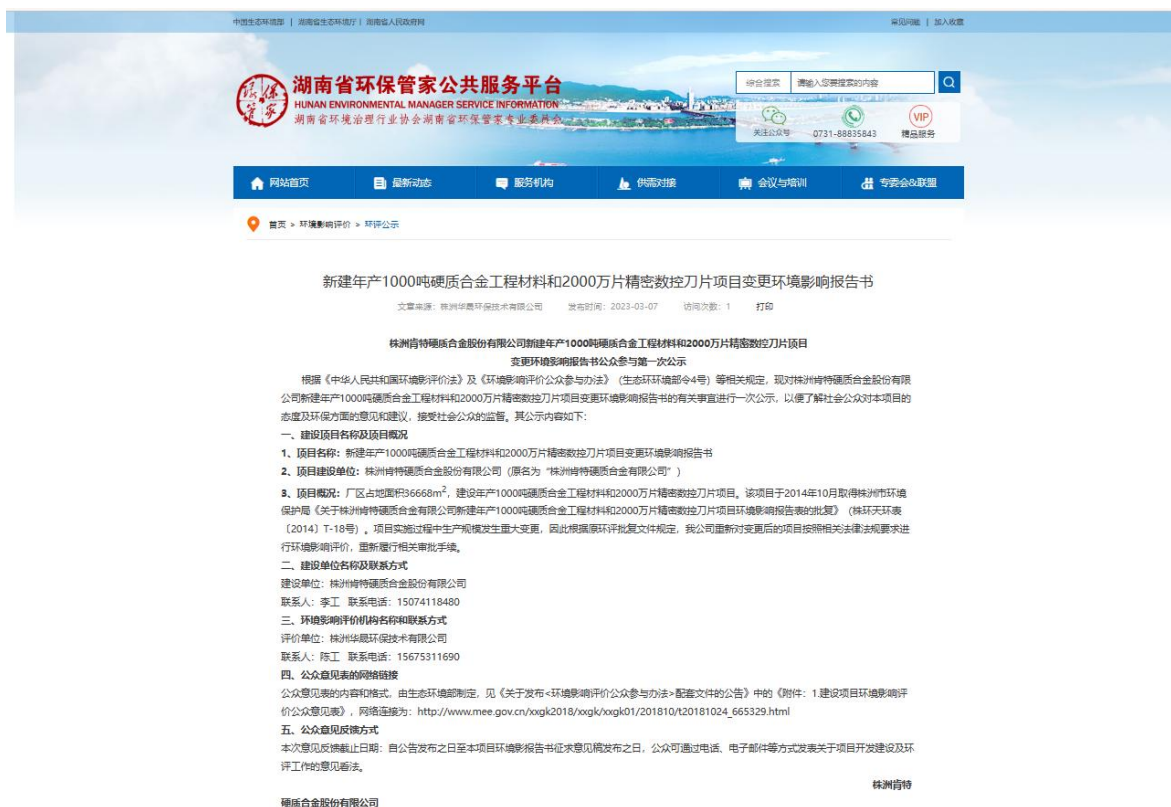 中国生态环境部 | 湖南省生态环境厅 | 湖南省人民政府网
常见问题 | 加入收藏
湖南省环保管家公共服务平台
HUNAN ENVIRONMENTAL MANAGER SERVICE INFORMATION
湖南省环境治理行业协会湖南省环保管家专业委员会
环保管家
综合搜索 请输入您要搜索的内容
关注公众号 0731-88835843 VIP 精品服务
网站首页 最新动态 服务机构 供需对接 会议与培训 专委会&联盟
首页 » 环境影响评价 » 环评公示
新建年产1000吨硬质合金工程材料和2000万片精密数控刀片项目变更环境影响报告书
文章来源：株洲华晟环保技术有限公司 发布时间：2023-03-07 访问次数：1 打印
株洲肯特硬质合金股份有限公司新建年产1000吨硬质合金工程材料和2000万片精密数控刀片项目
变更环境影响报告书公众参与第一次公示
根据《中华人民共和国环境影评价法》及《环境影响评价公众参与办法》（生态环环境部令4号）等相关规定，现对株洲肯特硬质合金股份有限
公司新建年产1000吨硬质合金工程材料和2000万片精密数控刀片项目变更环境影响报告书的有关事宜进行一次公示，以便了解社会公众对本项目的
态度及环保方面的意见和建议，接受社会公众的监督。其公示内容如下：
一、建设项目名称及项目概况
1、项目名称：新建年产1000吨硬质合金工程材料和2000万片精密数控刀片项目变更环境影响报告书
2、项目建设单位：株洲肯特硬质合金股份有限公司（原名为“株洲肯特硬质合金有限公司”）
3、项目概况：厂区占地面积36668m²，建设年产1000吨硬质合金工程材料和2000万片精密数控刀片项目。该项目于2014年10月取得株洲市环境
保护局《关于株洲肯特硬质合金有限公司新建年产1000吨硬质合金工程材料和2000万片精密数控刀片项目环境影响报告表的批复》（株环天环表
〔2014〕T-18号）。项目实施过程中生产规模发生重大变更，因此根据原环评批复文件规定，我公司重新对变更后的项目按照相关法律法规要求进
行环境影响评价，重新履行相关审批手续。
二、建设单位名称及联系方式
建设单位：株洲肯特硬质合金股份有限公司
联系人：李工 联系电话：15074118480
三、环境影响评价机构名称和联系方式
评价单位：株洲华晟环保技术有限公司
联系人：陈工 联系电话：15675311690
四、公众意见表的网络链接
公众意见表的内容和格式，由生态环境部制定，见《关于发布<环境影响评价公众参与办法>配套文件的公告》中的《附件：1.建设项目环境影响评
价公众意见表》，网络连接为：http://www.mee.gov.cn/xxgk2018/xxgk/xxgk01/201810/t20181024_665329.html
五、公众意见反馈方式
本次意见反馈截止日期：自公告发布之日至本项目环境影报告书征求意见稿发布之日，公众可通过电话、电子邮件等方式发表关于项目开发建设及环
评工作的意见看法。
株洲肯特
硬质合金股份有限公司